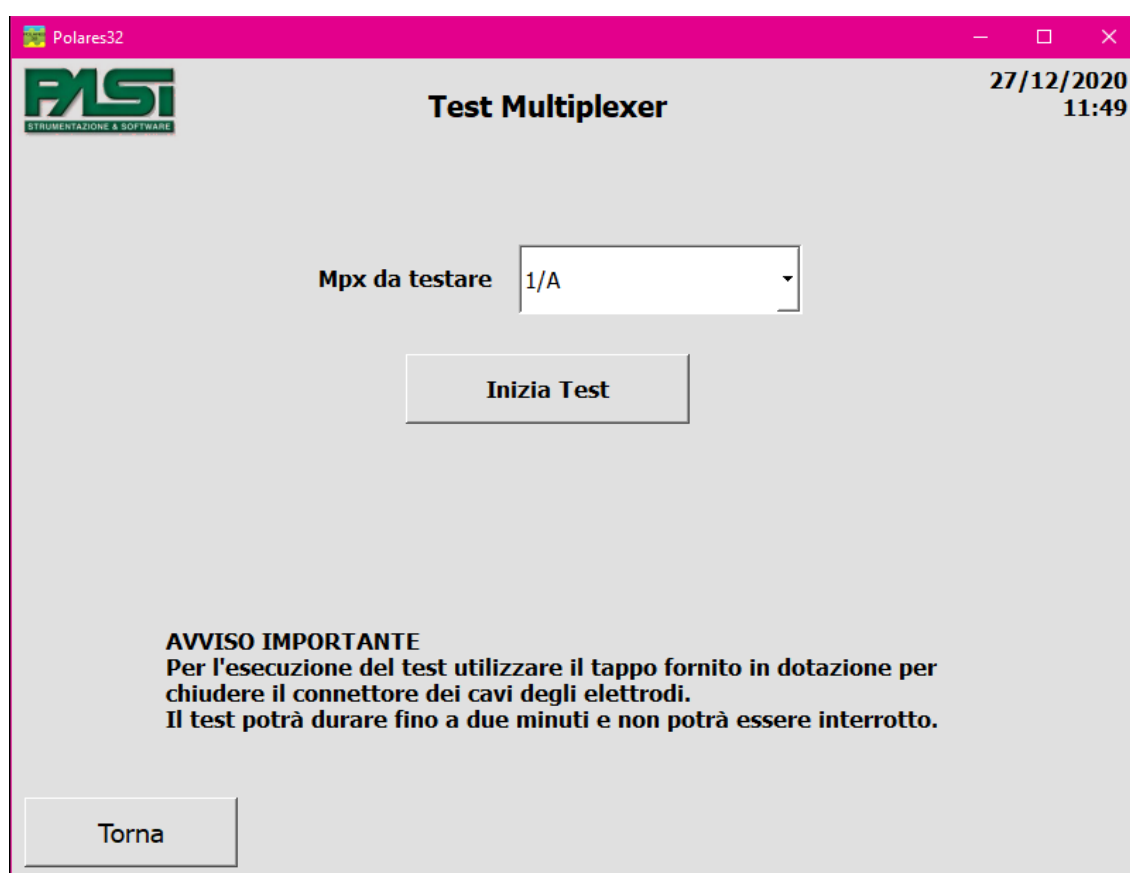 Polares32
PASI
STRUMENTAZIONE & SOFTWARE
Test Multiplexer
27/12/2020
11:49
Mpx da testare
1/A
Inizia Test
AVVISO IMPORTANTE
Per l'esecuzione del test utilizzare il tappo fornito in dotazione per
chiudere il connettore dei cavi degli elettrodi.
Il test potrà durare fino a due minuti e non potrà essere interrotto.
Torna